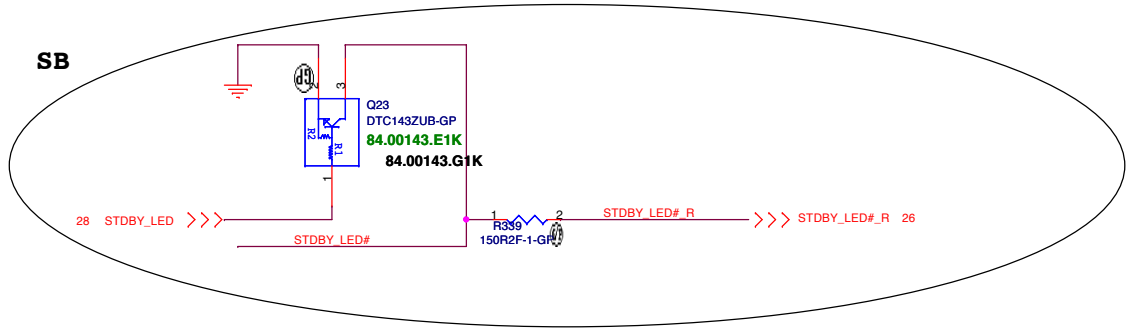 SB
GP
2
3
Q23
DTC143ZUB-GP
84.00143.E1K
84.00143.G1K
R2
R1
1
28 STDBY_LED
STDBY_LED#
1
2
R339
150R2F-1-GP
STDBY_LED#_R
STDBY_LED#_R 26